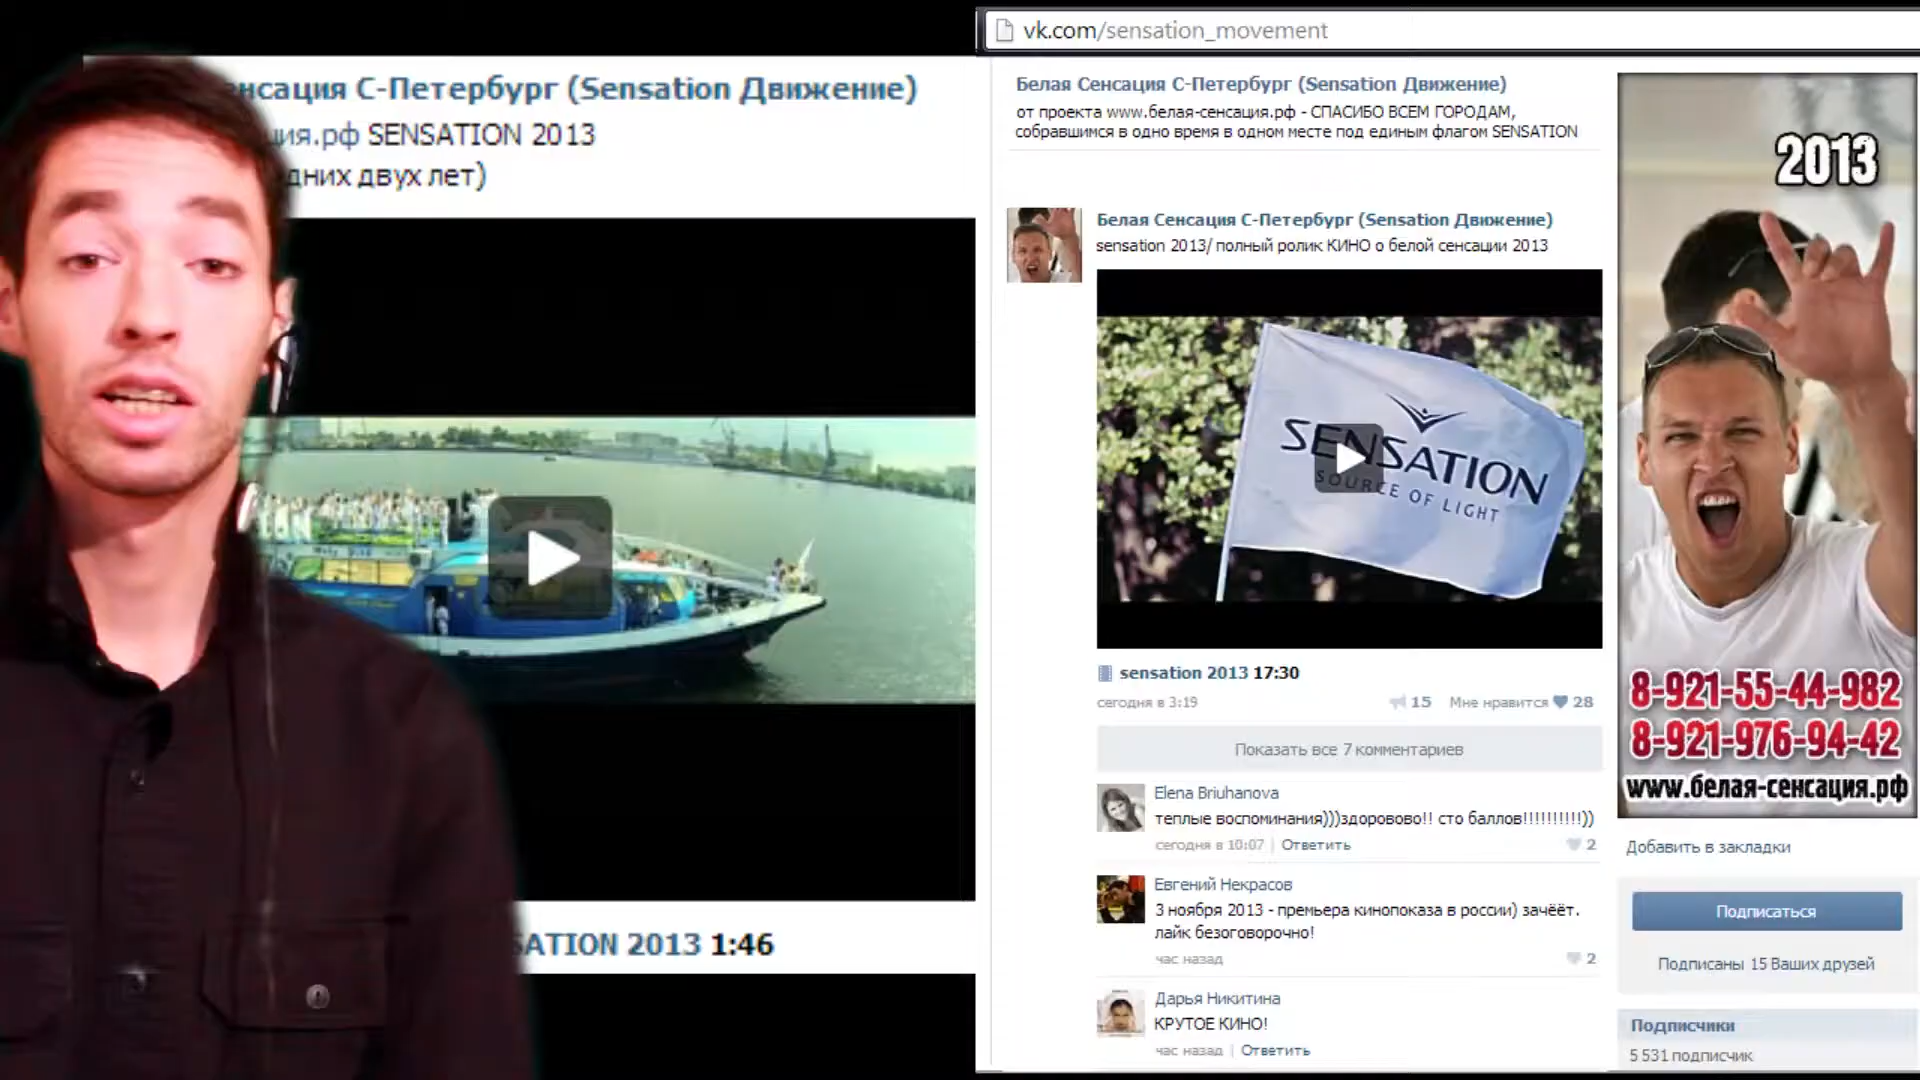 енсация С-Петербург (Sensation Движение)
ция.рф SENSATION 2013
дних двух лет)
SATION 2013 1:46
vk.com/sensation_movement
Белая Сенсация С-Петербург (Sensation Движение)
от проекта www.белая-сенсация.рф - СПАСИБО ВСЕМ ГОРОДАМ,
собравшимся в одно время в одном месте под единым флагом SENSATION
Белая Сенсация С-Петербург (Sensation Движение)
sensation 2013/ полный ролик КИНО о белой сенсации 2013
SENSATION
SOURCE OF LIGHT
sensation 2013 17:30
сегодня в 3:19
15 Мне нравится 28
Показать все 7 комментариев
Elena Briuhanova
теплые воспоминания)))здоровово!! сто баллов!!!!!!!!!!))
сегодня в 10:07 | Ответить 2
Евгений Некрасов
3 ноября 2013 - премьера кинопоказа в россии) зачёёт.
лайк безоговорочно!
час назад 2
Дарья Никитина
КРУТОЕ КИНО!
час назад | Ответить
2013
8-921-55-44-982
8-921-976-94-42
www.белая-сенсация.рф
Добавить в закладки
Подписаться
Подписаны 15 Ваших друзей
Подписчики
5 531 подписчик